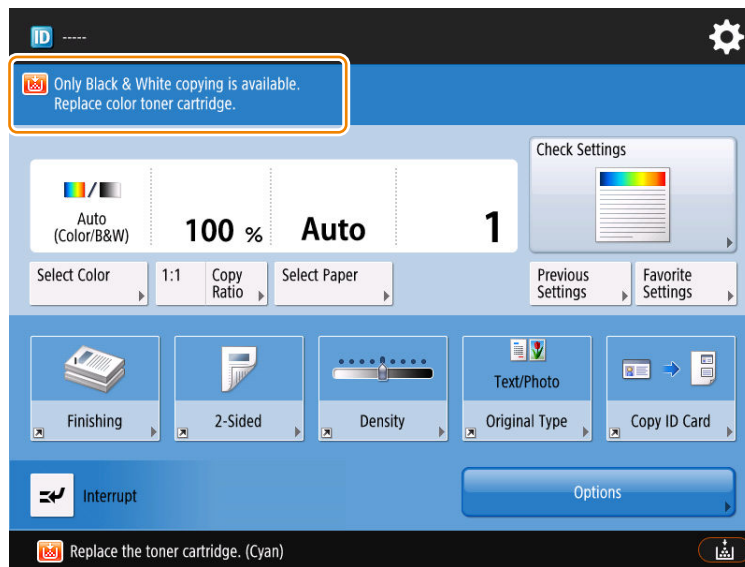 ID -----
Only Black & White copying is available.
Replace color toner cartridge.
Check Settings
Auto
(Color/B&W)
100 %
Auto
1
Select Color
1:1
Copy
Ratio
Select Paper
Previous
Settings
Favorite
Settings
Text/Photo
Finishing
2-Sided
Density
Original Type
Copy ID Card
Interrupt
Options
Replace the toner cartridge. (Cyan)